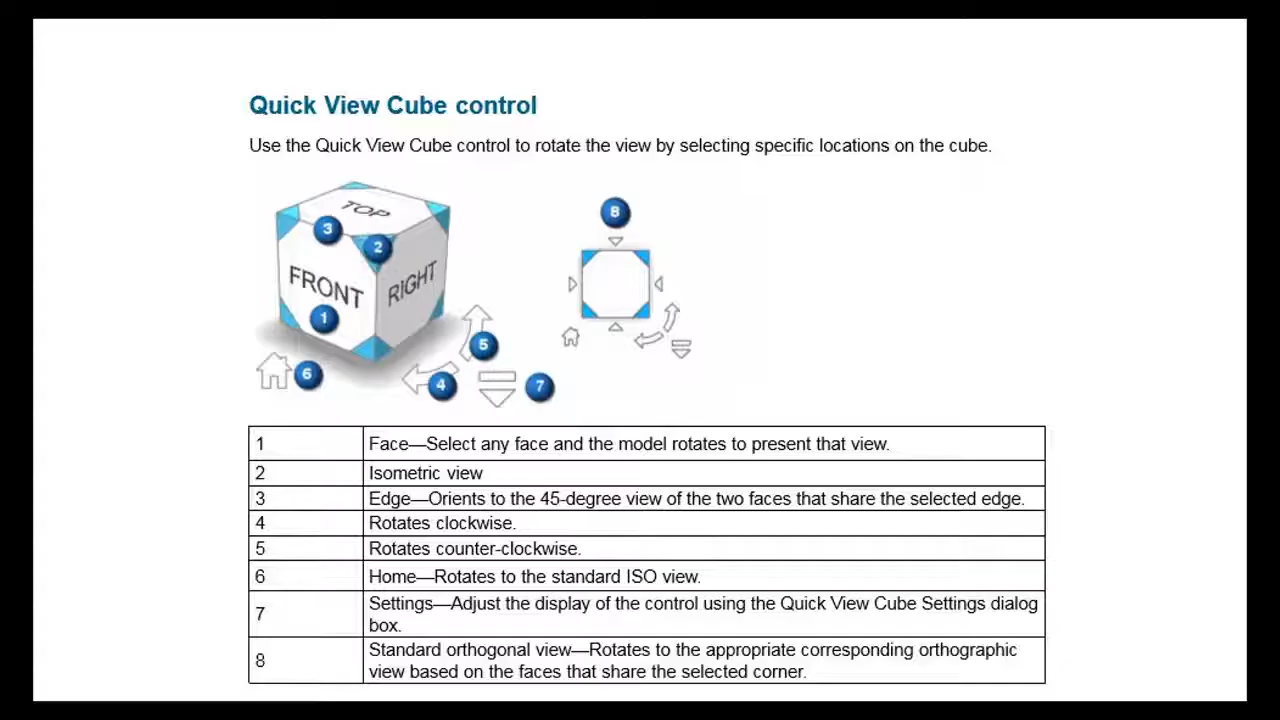 Quick View Cube control
Use the Quick View Cube control to rotate the view by selecting specific locations on the cube.
TOP
3
2
FRONT
RIGHT
1
5
6
4
7
8
1 Face—Select any face and the model rotates to present that view.
2 Isometric view
3 Edge—Orients to the 45-degree view of the two faces that share the selected edge.
4 Rotates clockwise.
5 Rotates counter-clockwise.
6 Home—Rotates to the standard ISO view.
7 Settings—Adjust the display of the control using the Quick View Cube Settings dialog
box.
8 Standard orthogonal view—Rotates to the appropriate corresponding orthographic
view based on the faces that share the selected corner.